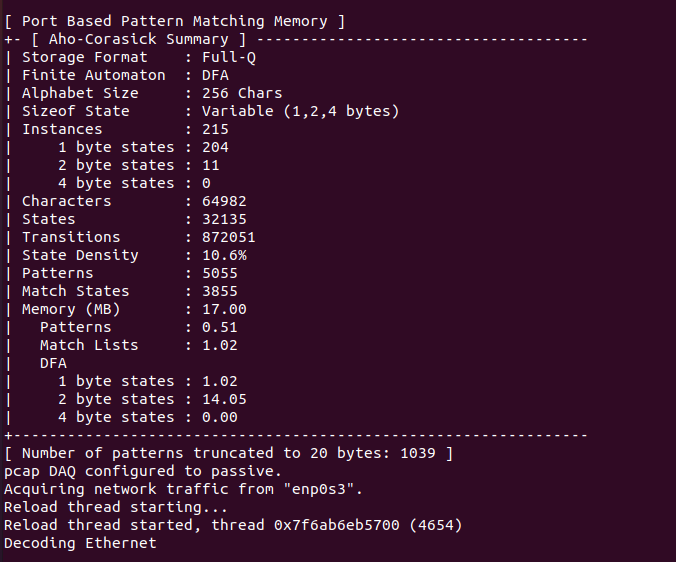 [ Port Based Pattern Matching Memory ]
+- [ Aho-Corasick Summary ] -------------------------------------
| Storage Format    : Full-Q
| Finite Automaton  : DFA
| Alphabet Size     : 256 Chars
| Sizeof State      : Variable (1,2,4 bytes)
| Instances         : 215
|     1 byte states : 204
|     2 byte states : 11
|     4 byte states : 0
| Characters        : 64982
| States            : 32135
| Transitions       : 872051
| State Density     : 10.6%
| Patterns          : 5055
| Match States      : 3855
| Memory (MB)       : 17.00
|   Patterns        : 0.51
|   Match Lists     : 1.02
|   DFA
|     1 byte states : 1.02
|     2 byte states : 14.05
|     4 byte states : 0.00
+----------------------------------------------------------------
[ Number of patterns truncated to 20 bytes: 1039 ]
pcap DAQ configured to passive.
Acquiring network traffic from "enp0s3".
Reload thread starting...
Reload thread started, thread 0x7f6ab6eb5700 (4654)
Decoding Ethernet